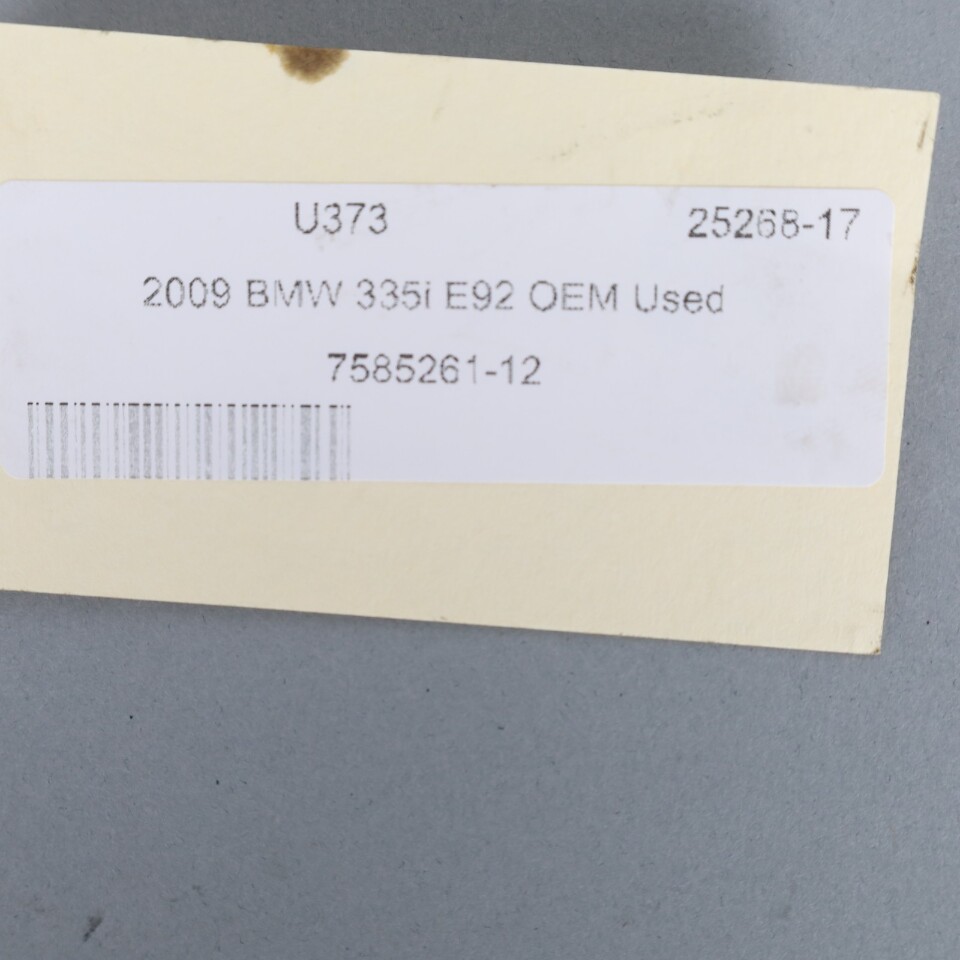 U373 25268-17
2009 BMW 335i E92 OEM Used
7585261-12